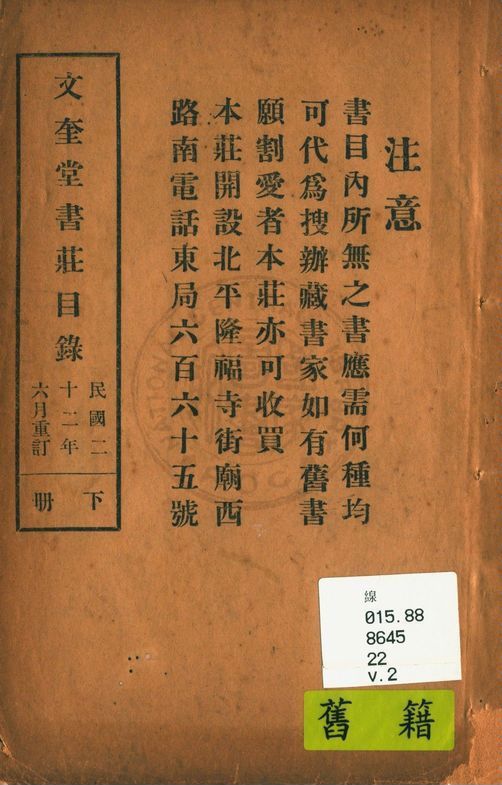 注意
書目內所無之書應需何種均
可代爲搜辦藏書家如有舊書
願割愛者本莊亦可收買
本莊開設北平隆福寺街廟西
路南電話東局六百六十五號
文奎堂書莊目錄
民國二
十二年
六月重訂
下册
線
015.88
8645
22
v.2
舊籍